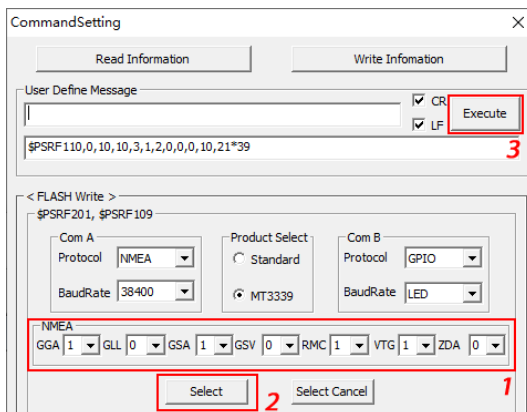 CommandSetting
Read Information Write Infomation
User Define Message
CR
LF
Execute
3
$PSRF110,0,10,10,3,1,2,0,0,0,10,21*39
< FLASH Write >
$PSRF201, $PSRF109
Com A Product Select Com B
Protocol NMEA Standard Protocol GPIO
BaudRate 38400 MT3339 BaudRate LED
NMEA
GGA 1 GLL 0 GSA 1 GSV 0 RMC 1 VTG 1 ZDA 0
1
Select 2 Select Cancel